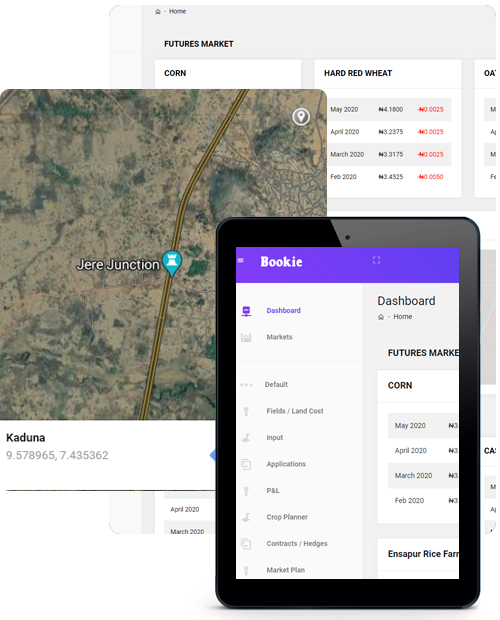 - Home
FUTURES MARKET
CORN
HARD RED WHEAT
May 2020 ₦4.1800 -₦0.0025
April 2020 ₦3.2375 -₦0.0025
March 2020 ₦3.3175 -₦0.0025
Feb 2020 ₦3.4525 -₦0.0050
Jere Junction
Kaduna
9.578965, 7.435362
April 2020
March 2020
Bookie
Dashboard
Markets
Default
Fields / Land Cost
Input
Applications
P&L
Crop Planner
Contracts / Hedges
Market Plan
Dashboard
- Home
FUTURES MARKE
CORN
May 2020 ₦3.
April 2020 ₦3.
March 2020 ₦3.
Feb 2020 ₦3.
Ensapur Rice Farr